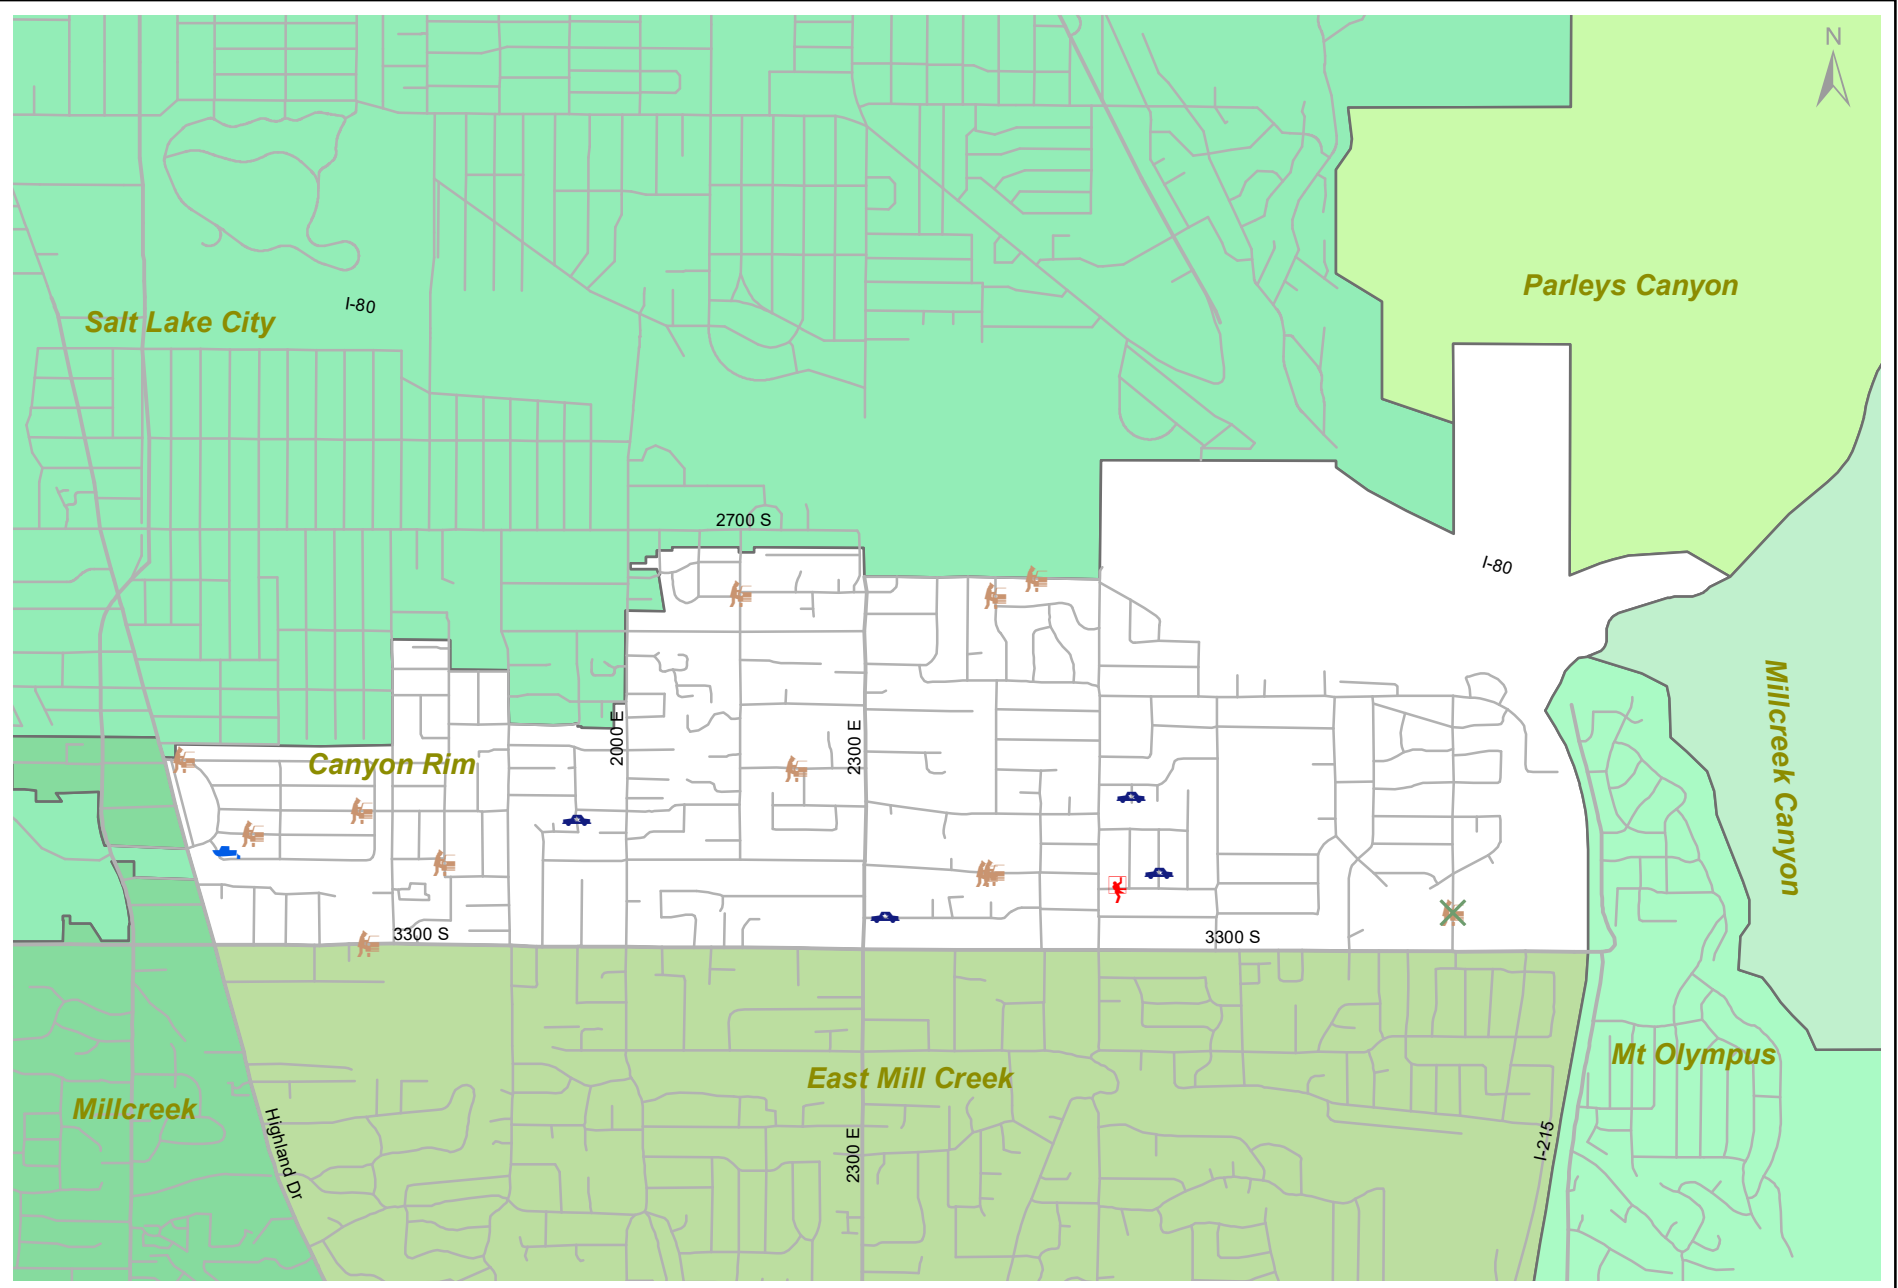 N
Parleys Canyon
I-80
Salt Lake City
2700 S
I-80
Millcreek Canyon
2000 E
2300 E
Canyon Rim
3300 S
3300 S
Mt Olympus
East Mill Creek
Millcreek
Highland Dr
2300 E
I-215